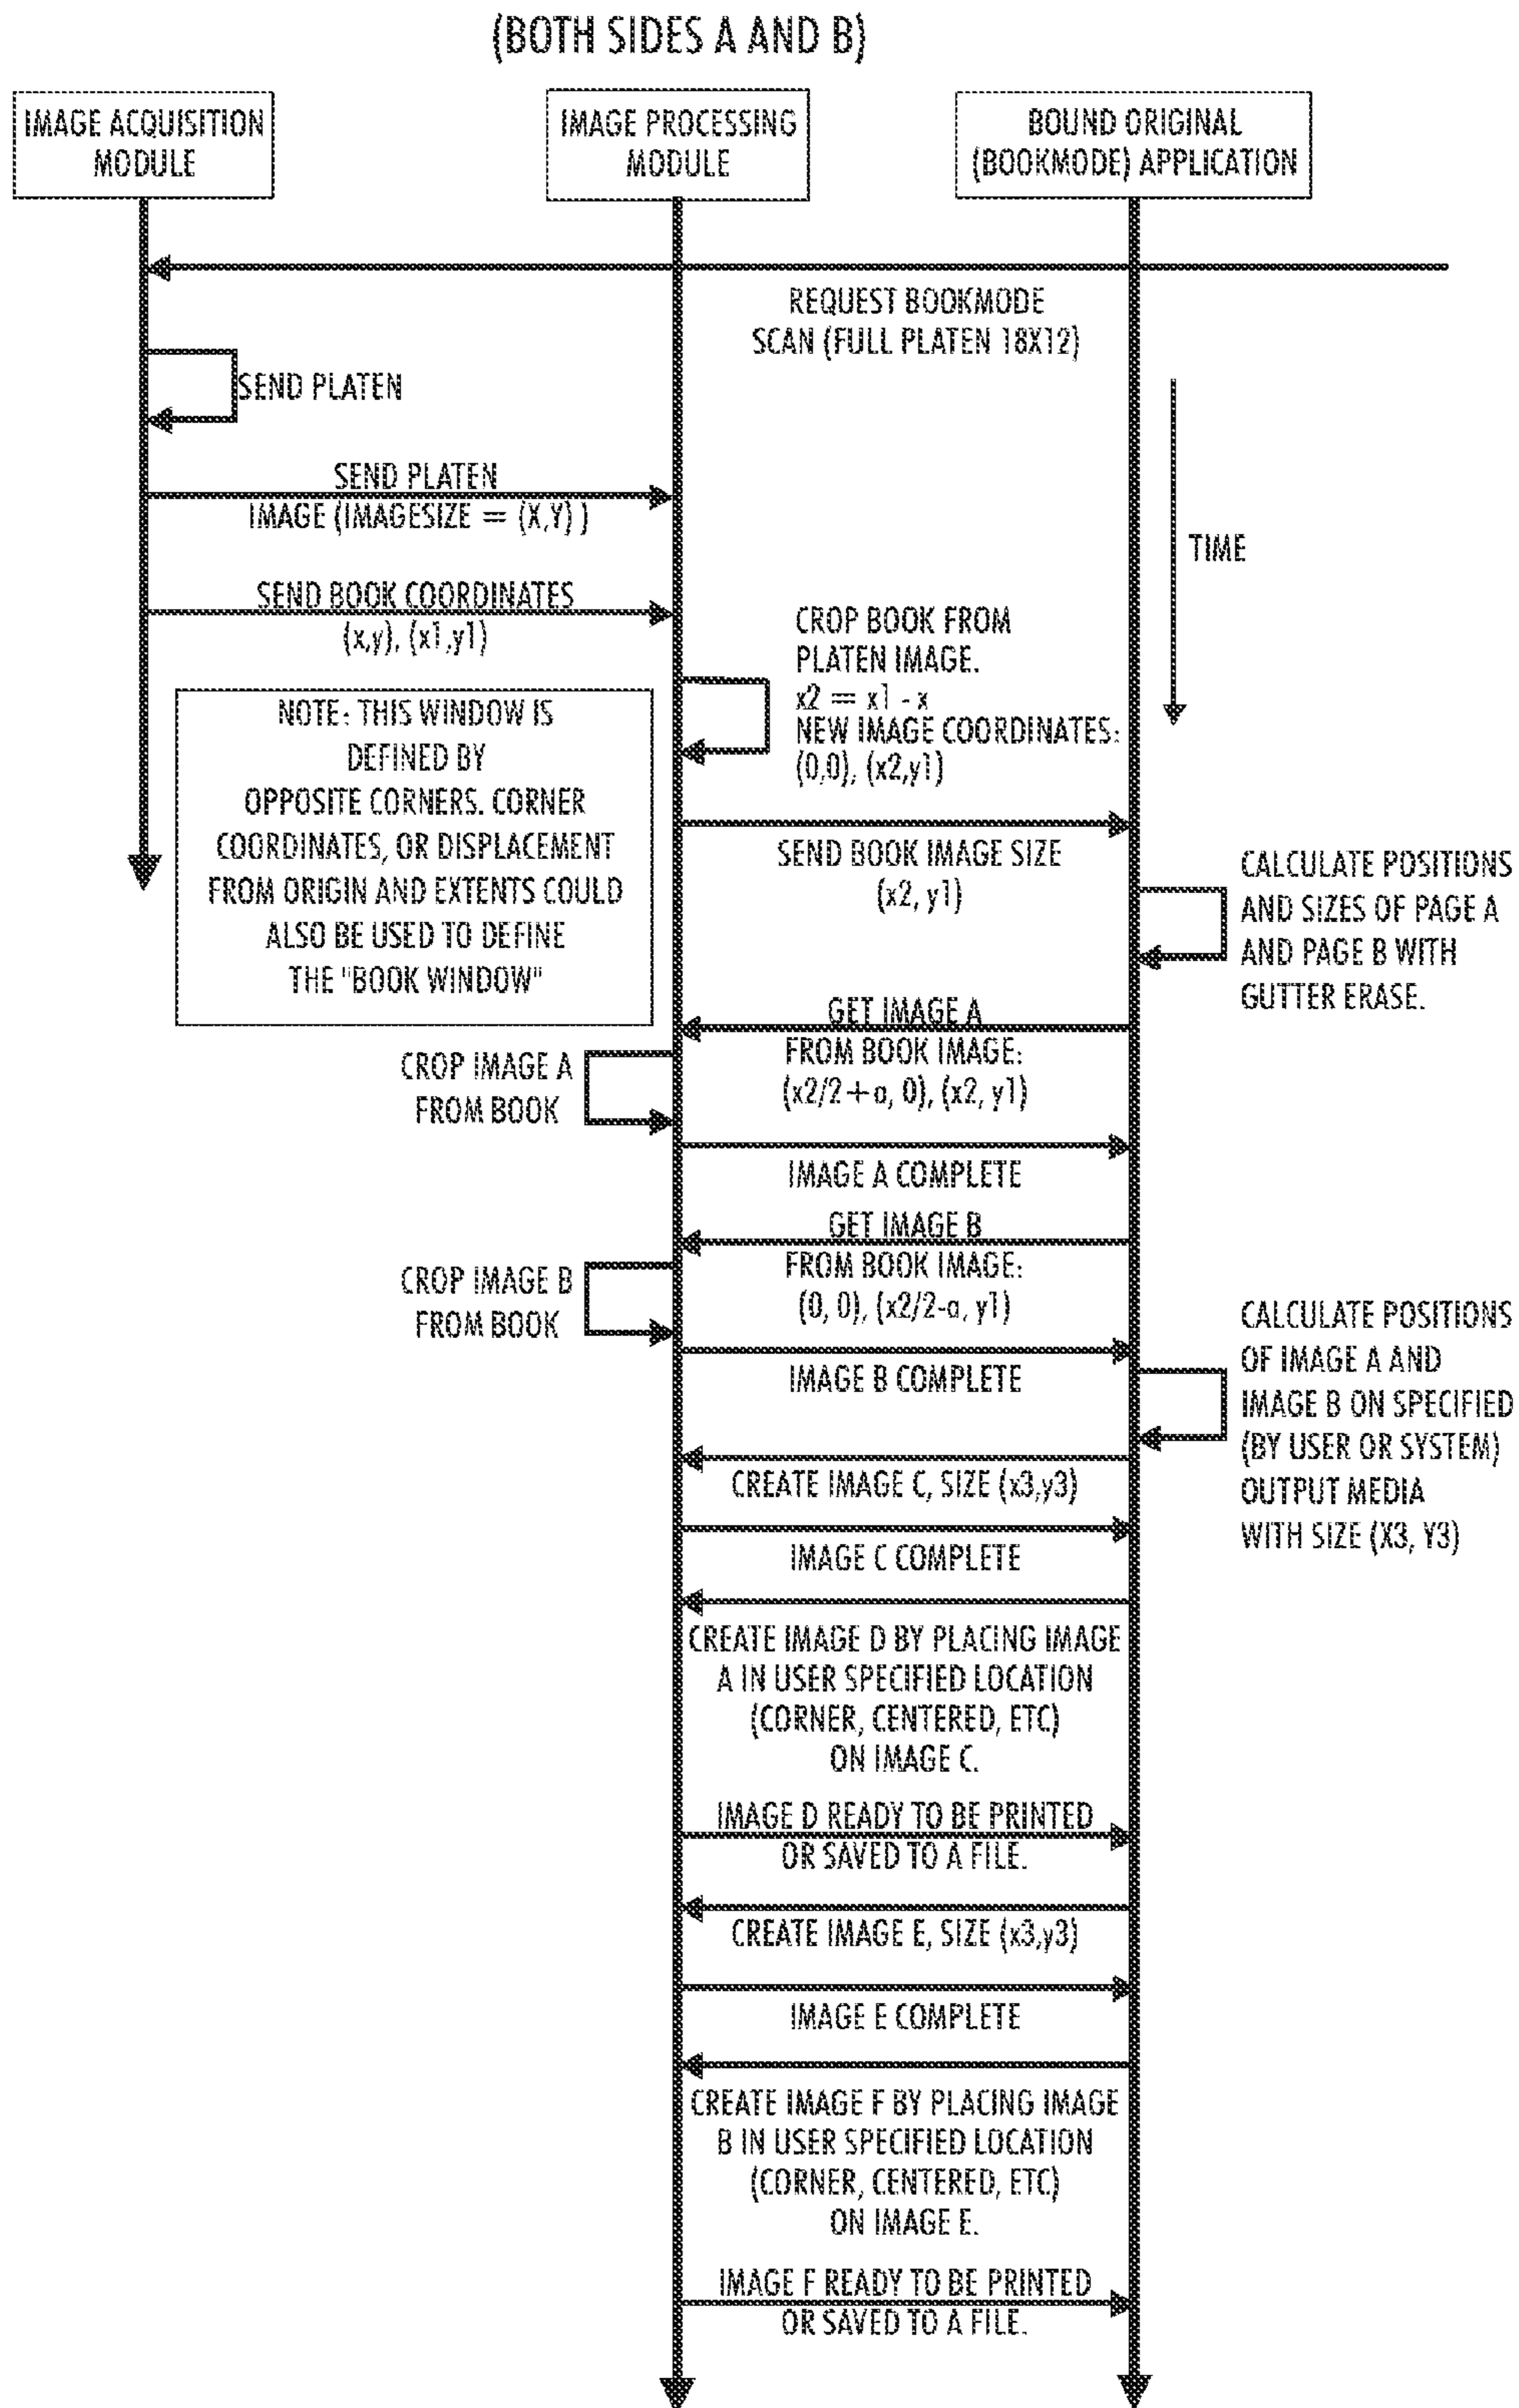 (BOTH SIDES A AND B)
IMAGE ACQUISITION
MODULE
IMAGE PROCESSING
MODULE
BOUND ORIGINAL
(BOOKMODE) APPLICATION
REQUEST BOOKMODE
SCAN (FULL PLATEN 18X12)
SEND PLATEN
SEND PLATEN
IMAGE (IMAGESIZE = (X,Y) )
TIME
SEND BOOK COORDINATES
(x,y), (x1,y1)
CROP BOOK FROM
PLATEN IMAGE.
x2 = x1 - x
NEW IMAGE COORDINATES:
(0,0), (x2,y1)
NOTE: THIS WINDOW IS
DEFINED BY
OPPOSITE CORNERS. CORNER
COORDINATES, OR DISPLACEMENT
FROM ORIGIN AND EXTENTS COULD
ALSO BE USED TO DEFINE
THE "BOOK WINDOW"
SEND BOOK IMAGE SIZE
(x2, y1)
CALCULATE POSITIONS
AND SIZES OF PAGE A
AND PAGE B WITH
GUTTER ERASE.
GET IMAGE A
FROM BOOK IMAGE:
(x2/2+a, 0), (x2, y1)
CROP IMAGE A
FROM BOOK
IMAGE A COMPLETE
GET IMAGE B
FROM BOOK IMAGE:
(0, 0), (x2/2-a, y1)
CROP IMAGE B
FROM BOOK
IMAGE B COMPLETE
CALCULATE POSITIONS
OF IMAGE A AND
IMAGE B ON SPECIFIED
(BY USER OR SYSTEM)
OUTPUT MEDIA
WITH SIZE (X3, Y3)
CREATE IMAGE C, SIZE (x3,y3)
IMAGE C COMPLETE
CREATE IMAGE D BY PLACING IMAGE
A IN USER SPECIFIED LOCATION
(CORNER, CENTERED, ETC)
ON IMAGE C.
IMAGE D READY TO BE PRINTED
OR SAVED TO A FILE.
CREATE IMAGE E, SIZE (x3,y3)
IMAGE E COMPLETE
CREATE IMAGE F BY PLACING IMAGE
B IN USER SPECIFIED LOCATION
(CORNER, CENTERED, ETC)
ON IMAGE E.
IMAGE F READY TO BE PRINTED
OR SAVED TO A FILE.